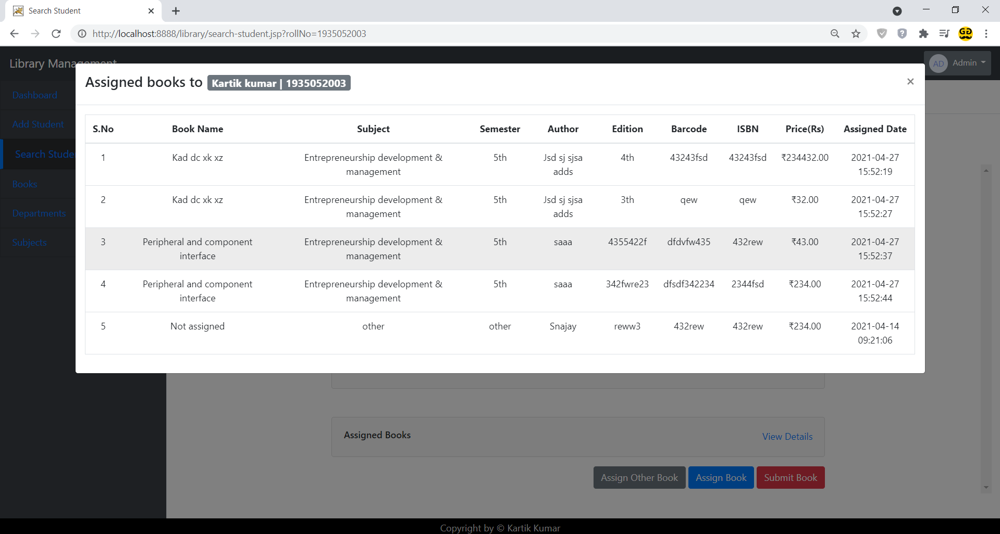 Search Student
http://localhost:8888/library/search-student.jsp?rollNo=1935052003
Library Management
AD Admin
Assigned books to Kartik kumar | 1935052003
×
Dashboard
Add Student
Search Stude
Books
Departments
Subjects
S.No Book Name Subject Semester Author Edition Barcode ISBN Price(Rs) Assigned Date
1 Kad dc xk xz Entrepreneurship development & 5th Jsd sj sjsa 4th 43243fsd 43243fsd ₹234432.00 2021-04-27
management adds 15:52:19
2 Kad dc xk xz Entrepreneurship development & 5th Jsd sj sjsa 3th qew qew ₹32.00 2021-04-27
management adds 15:52:27
3 Peripheral and component Entrepreneurship development & 5th saaa 4355422f dfdvfw435 432rew ₹43.00 2021-04-27
interface management 15:52:37
4 Peripheral and component Entrepreneurship development & 5th saaa 342fwre23 dfsdf342234 2344fsd ₹234.00 2021-04-27
interface management 15:52:44
5 Not assigned other other Snajay reww3 432rew 432rew ₹234.00 2021-04-14
09:21:06
Assigned Books View Details
Assign Other Book Assign Book Submit Book
Copyright by © Kartik Kumar